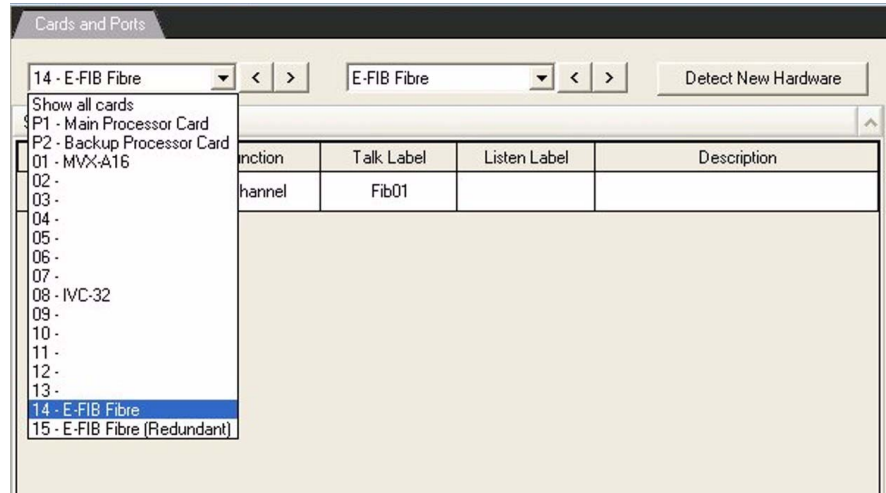 Cards and Ports
14 - E-FIB Fibre < > E-FIB Fibre < > Detect New Hardware
Show all cards
P1 - Main Processor Card
P2 - Backup Processor Card
01 - MVX-A16
02 -
03 -
04 -
05 -
06 -
07 -
08 - IVC-32
09 -
10 -
11 -
12 -
13 -
14 - E-FIB Fibre
15 - E-FIB Fibre (Redundant)
nction Talk Label Listen Label Description
hannel Fib01